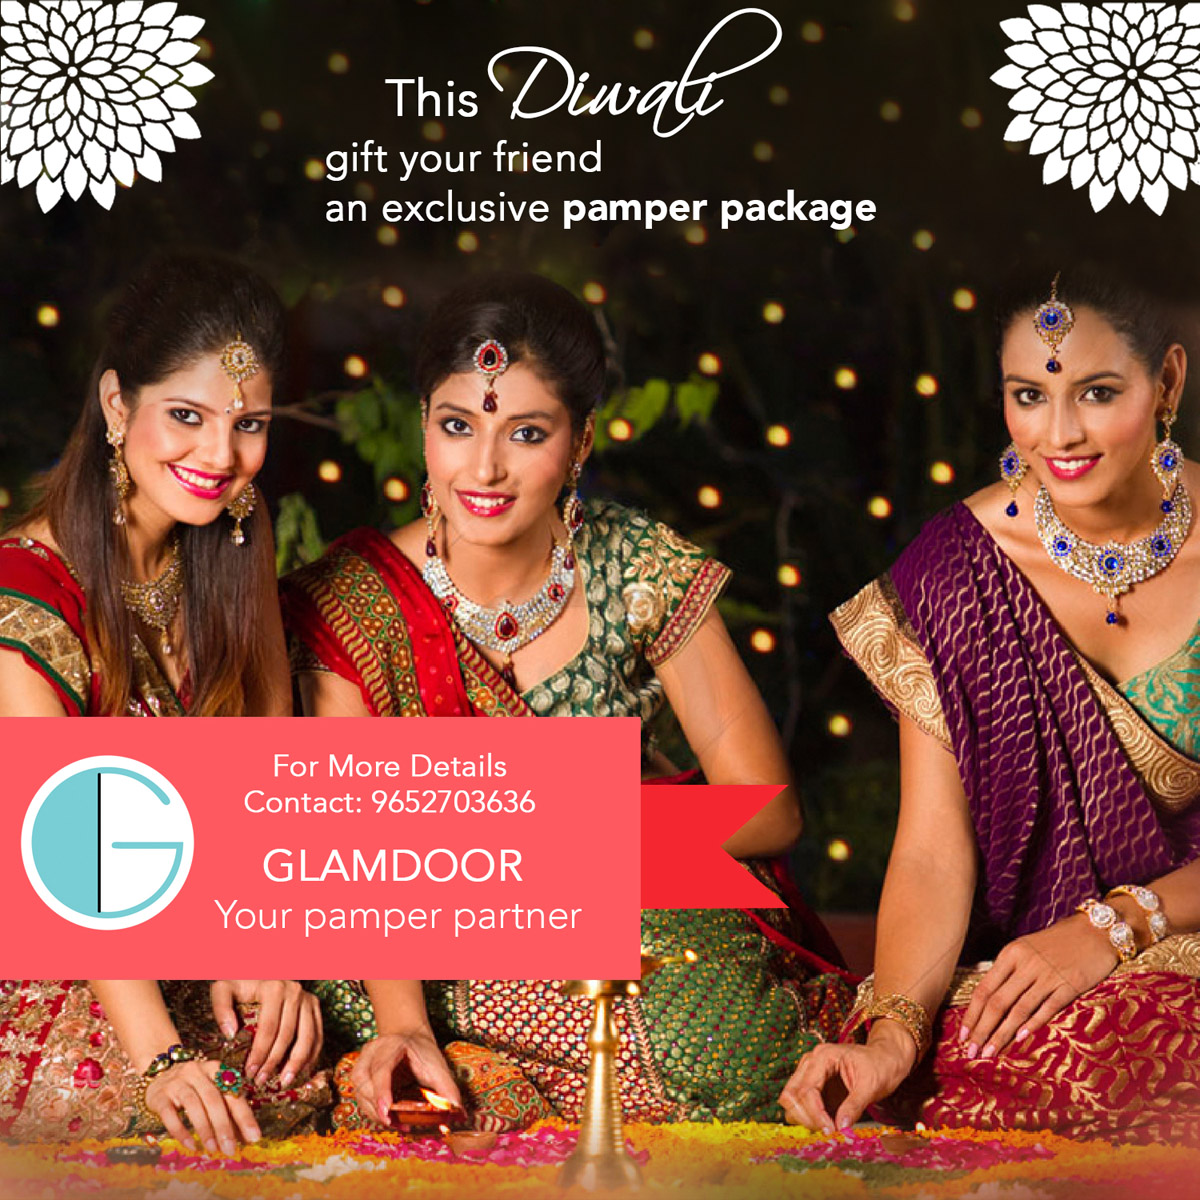 This Diwali
gift your friend
an exclusive pamper package
For More Details
Contact: 9652703636
GLAMDOOR
Your pamper partner